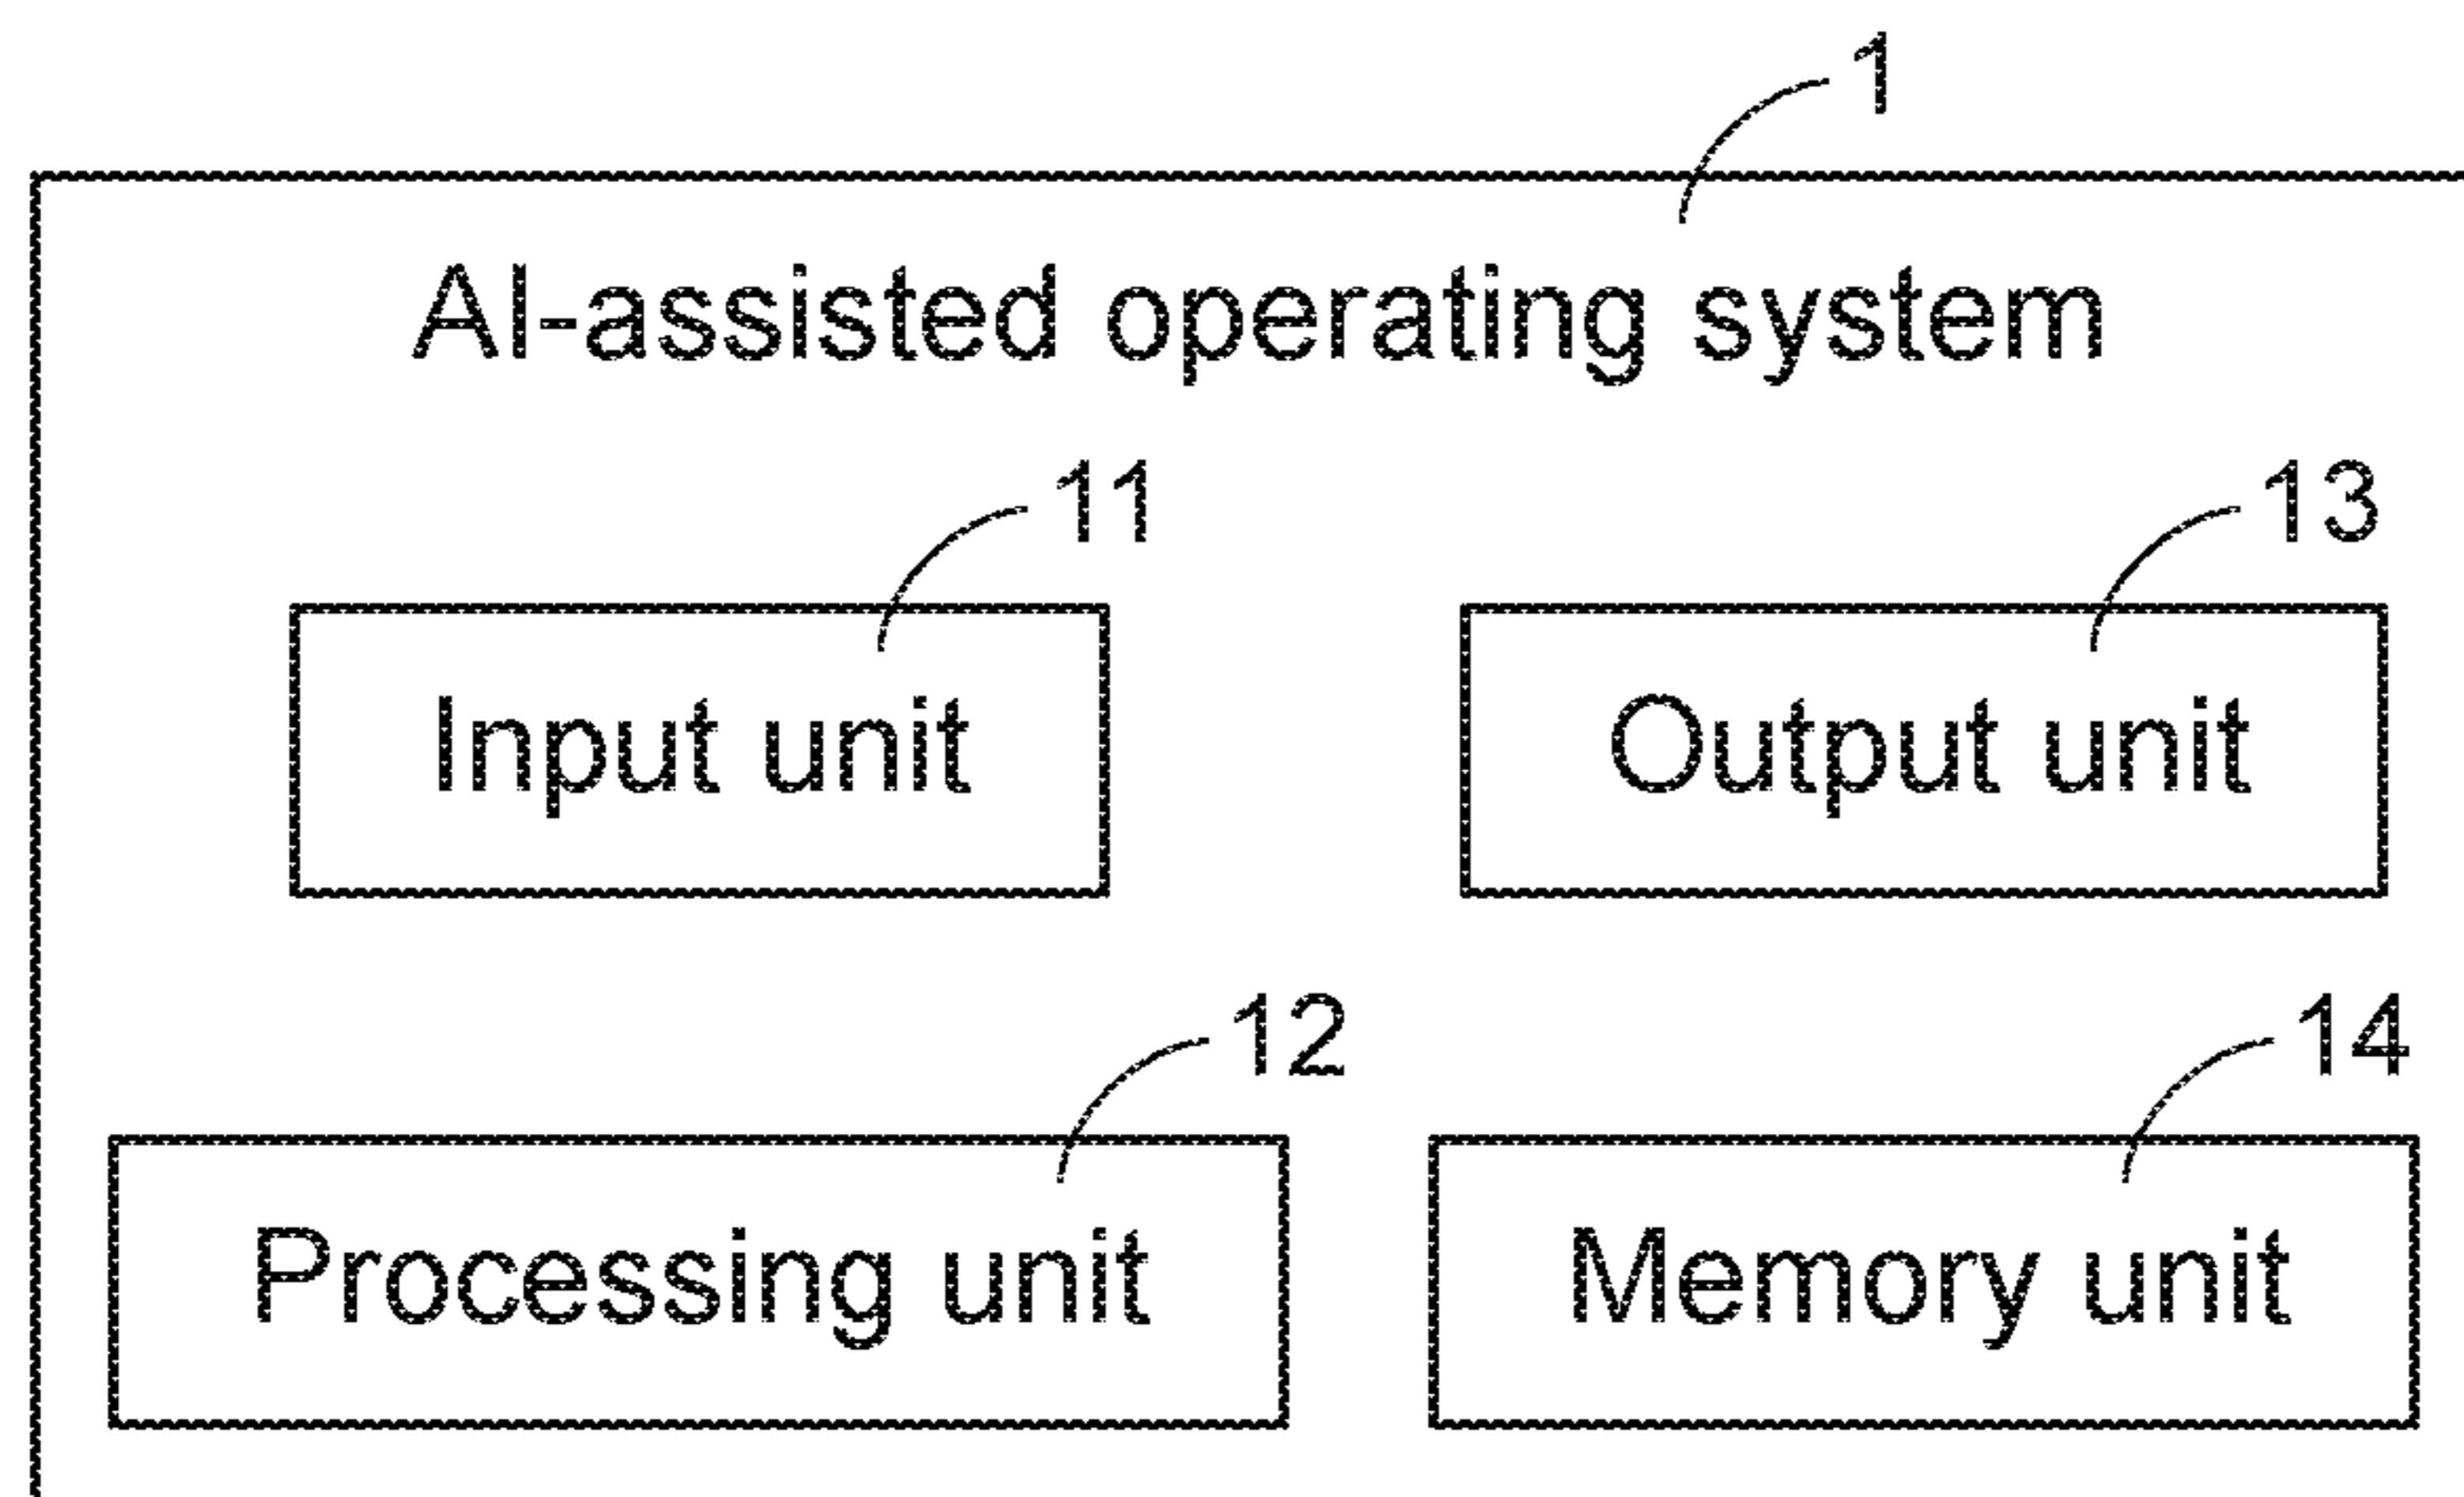 1
AI-assisted operating system
11 13
Input unit Output unit
12 14
Processing unit Memory unit